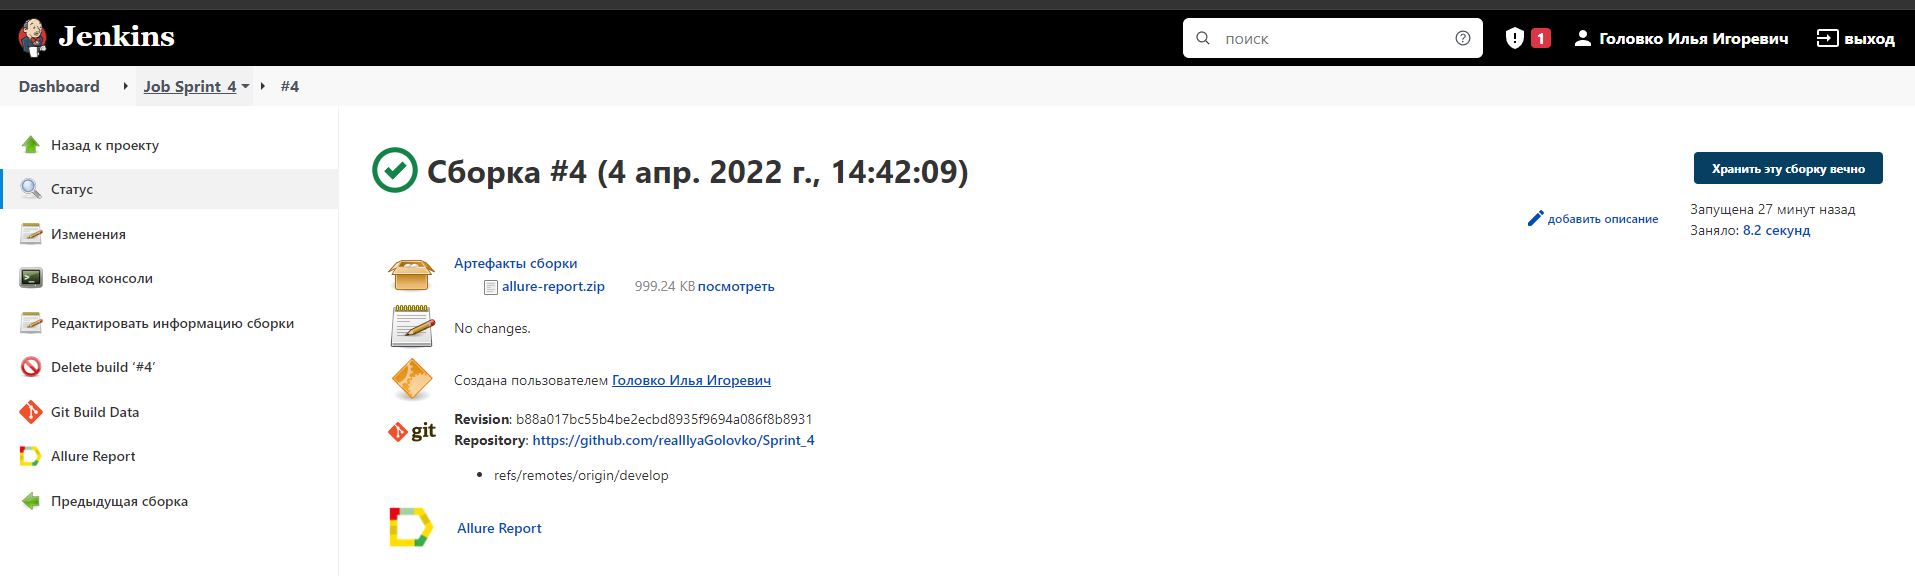 Jenkins
поиск
1
Головко Илья Игоревич
выход
Dashboard
Job Sprint_4
#4
Назад к проекту
Статус
Изменения
Вывод консоли
Редактировать информацию сборки
Delete build ‘#4’
Git Build Data
Allure Report
Предыдущая сборка
Сборка #4 (4 апр. 2022 г., 14:42:09)
Хранить эту сборку вечно
добавить описание
Запущена 27 минут назад
Заняло: 8.2 секунд
Артефакты сборки
allure-report.zip 999.24 KB посмотреть
No changes.
Создана пользователем Головко Илья Игоревич
git
Revision: b88a017bc55b4be2ecbd8935f9694a086f8b8931
Repository: https://github.com/realIlyaGolovko/Sprint_4
refs/remotes/origin/develop
Allure Report